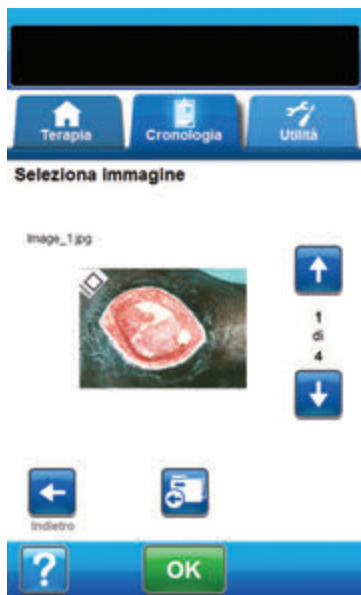 Terapia
Cronologia
Utilità
Seleziona immagine
Image_1.jpg
1
di
4
Indietro
?
OK